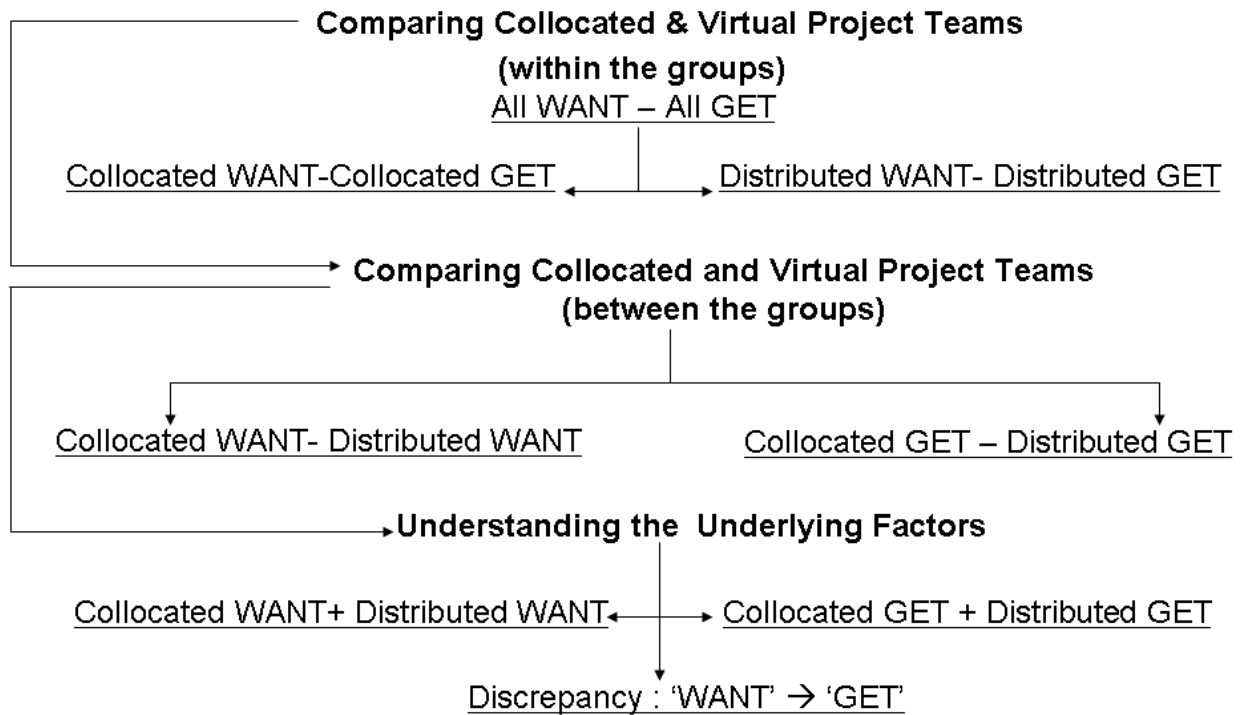 Comparing Collocated & Virtual Project Teams
(within the groups)
All WANT – All GET
Collocated WANT-Collocated GET
Distributed WANT- Distributed GET
Comparing Collocated and Virtual Project Teams
(between the groups)
Collocated WANT- Distributed WANT
Collocated GET – Distributed GET
Understanding the Underlying Factors
Collocated WANT+ Distributed WANT
Collocated GET + Distributed GET
Discrepancy : ‘WANT’ → ‘GET’